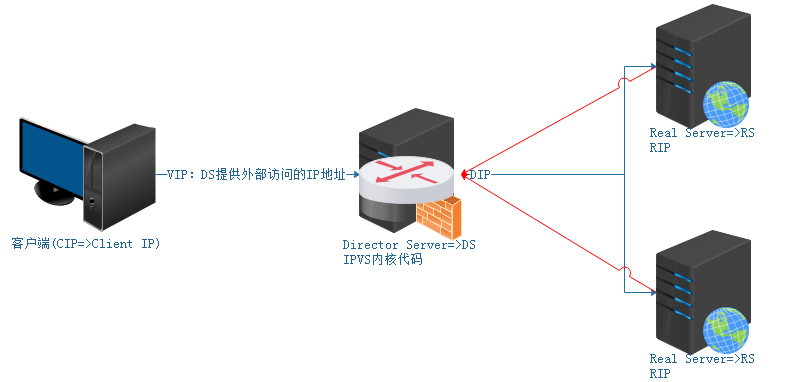 Real Server=>RS
RIP
VIP：DS提供外部访问的IP地址
DIP
客户端(CIP=>Client IP)
Director Server=>DS
IPVS内核代码
Real Server=>RS
RIP